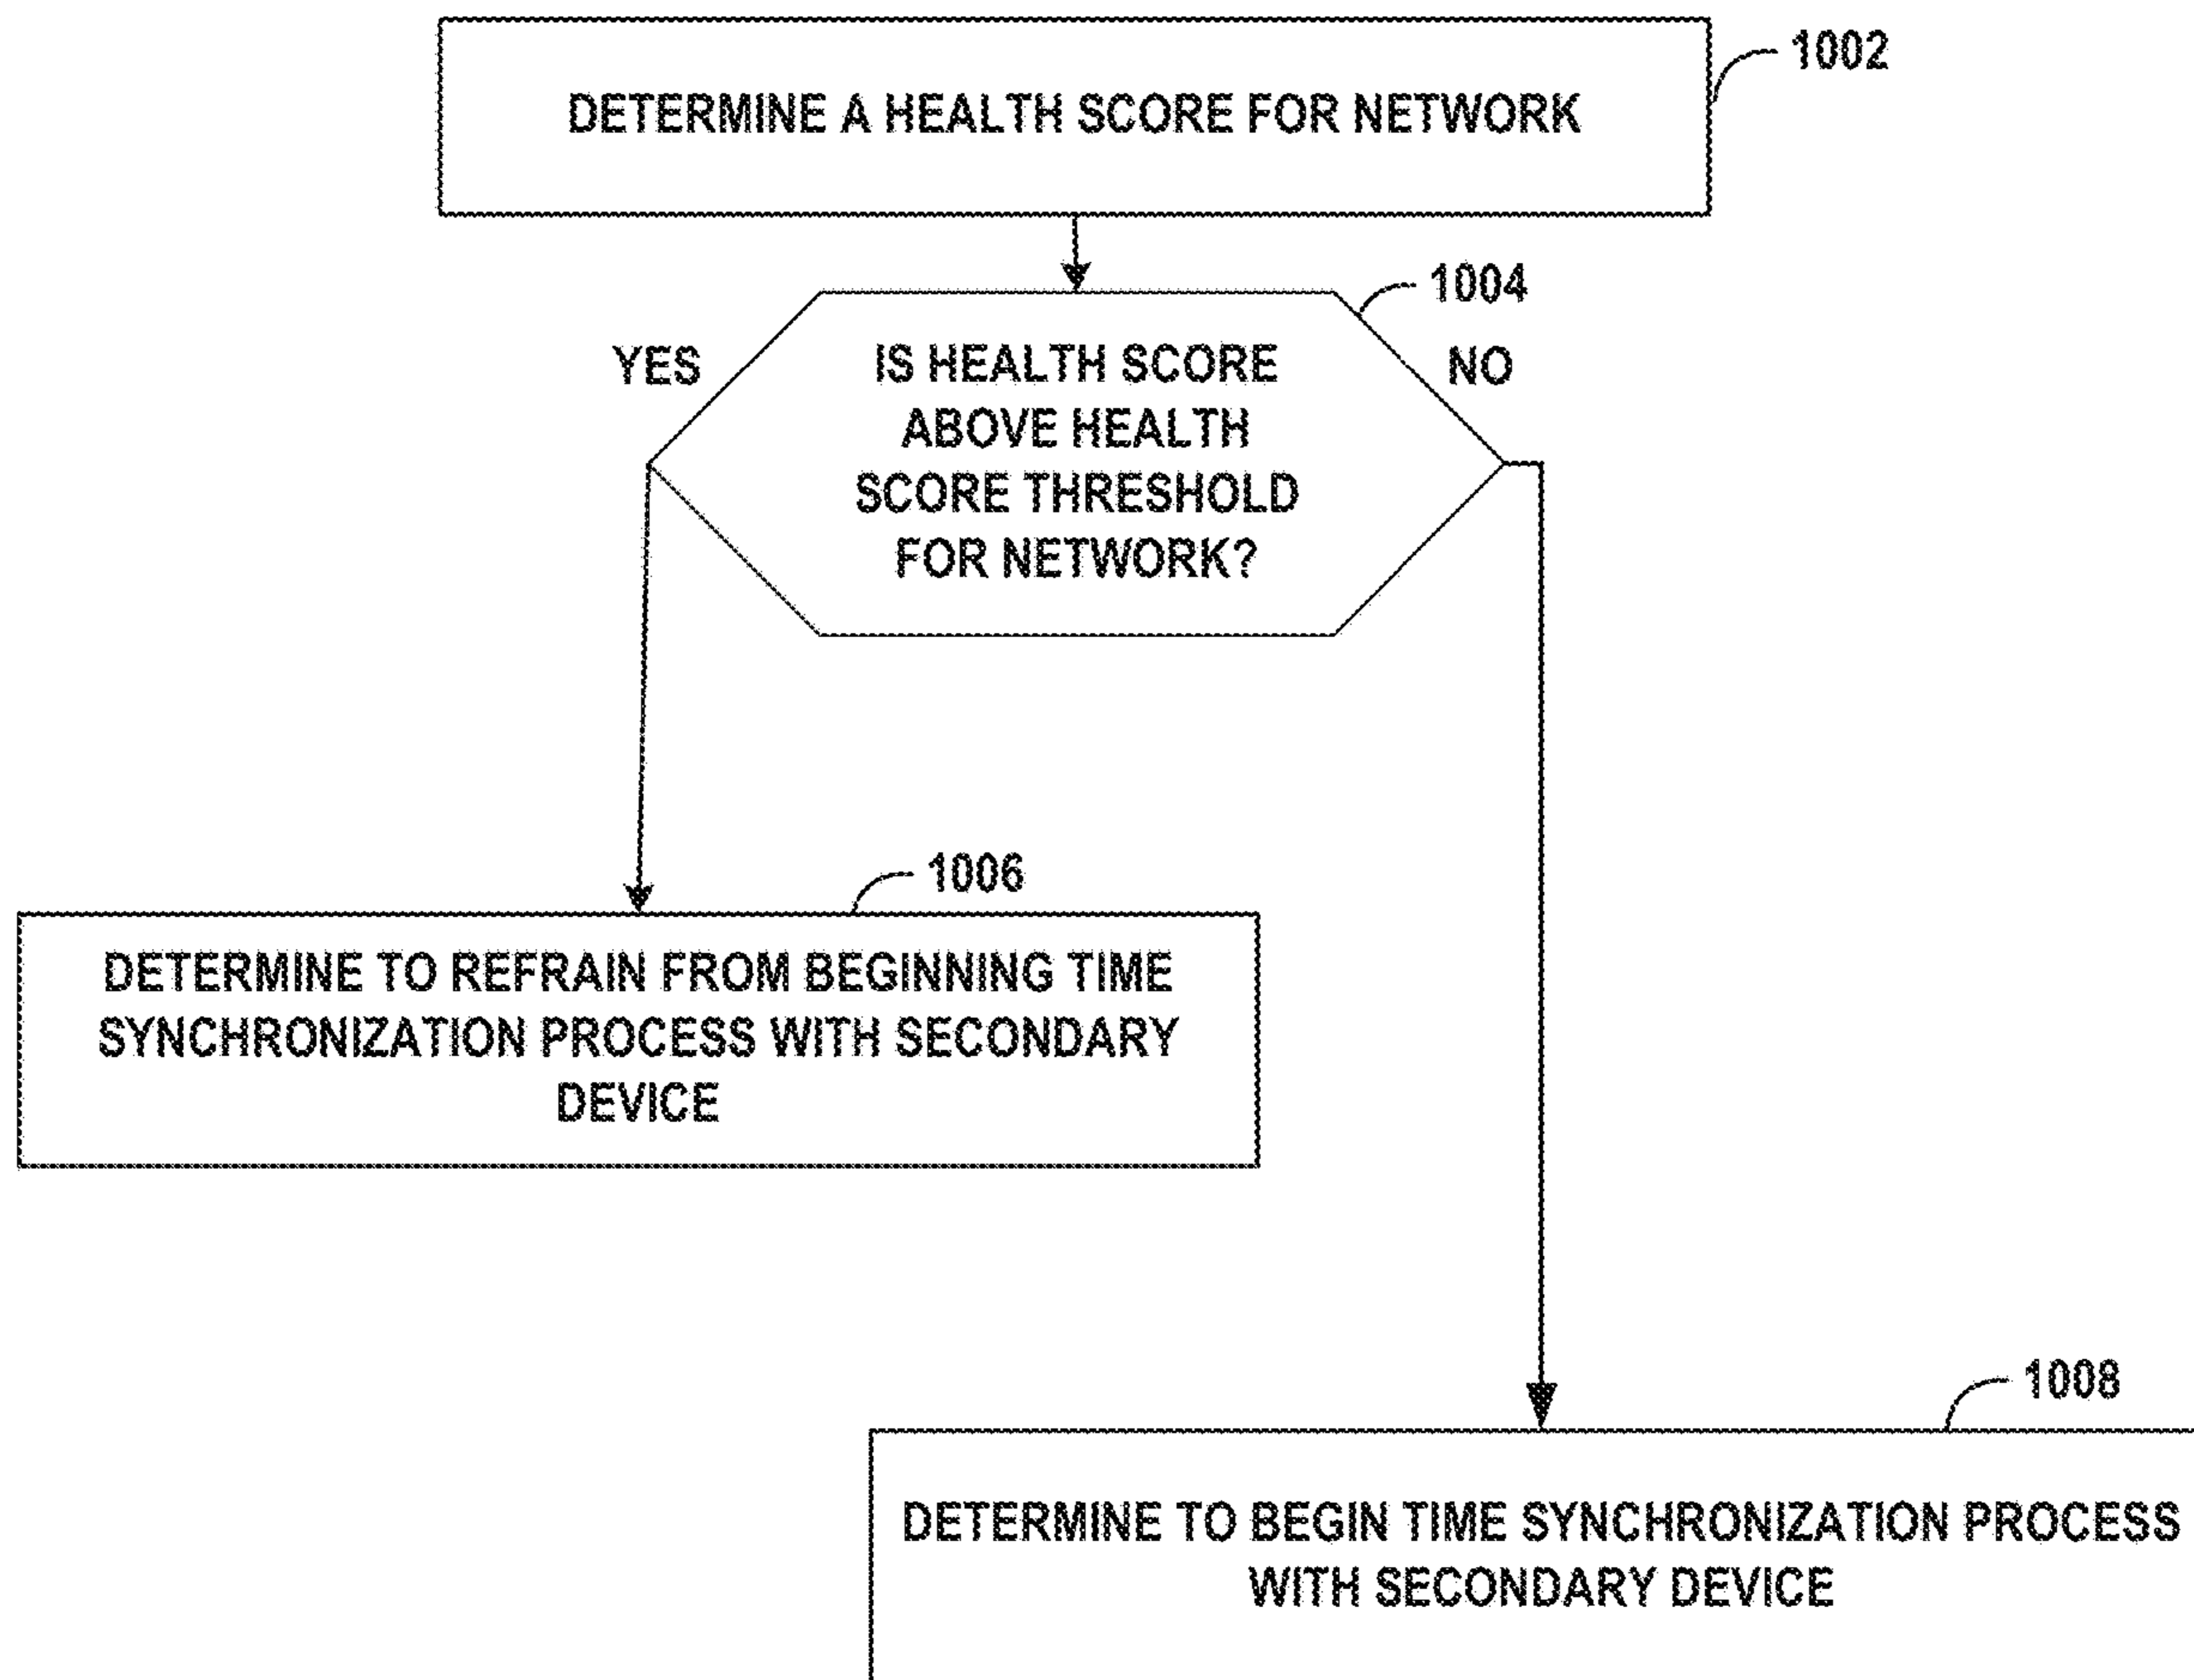 1002
DETERMINE A HEALTH SCORE FOR NETWORK
1004
YES
NO
IS HEALTH SCORE
ABOVE HEALTH
SCORE THRESHOLD
FOR NETWORK?
1006
DETERMINE TO REFRAIN FROM BEGINNING TIME
SYNCHRONIZATION PROCESS WITH SECONDARY
DEVICE
1008
DETERMINE TO BEGIN TIME SYNCHRONIZATION PROCESS
WITH SECONDARY DEVICE